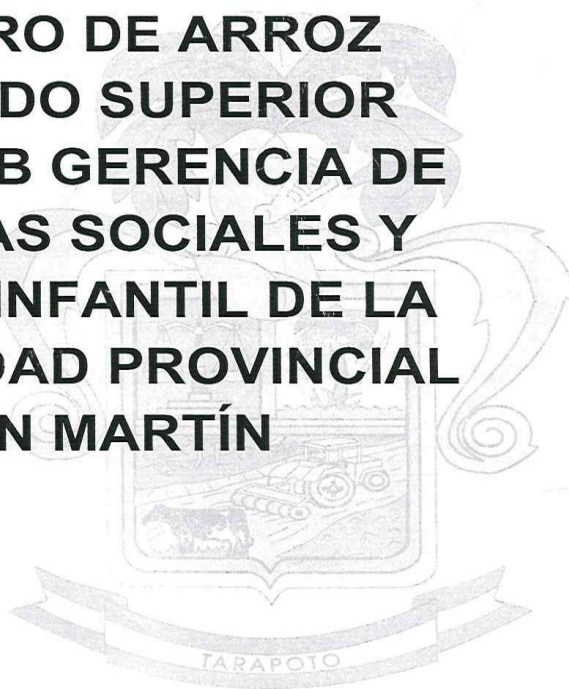 RO DE ARROZ
DO SUPERIOR
B GERENCIA DE
AS SOCIALES Y
INFANTIL DE LA
DAD PROVINCIAL
N MARTÍN
TARAPOTO